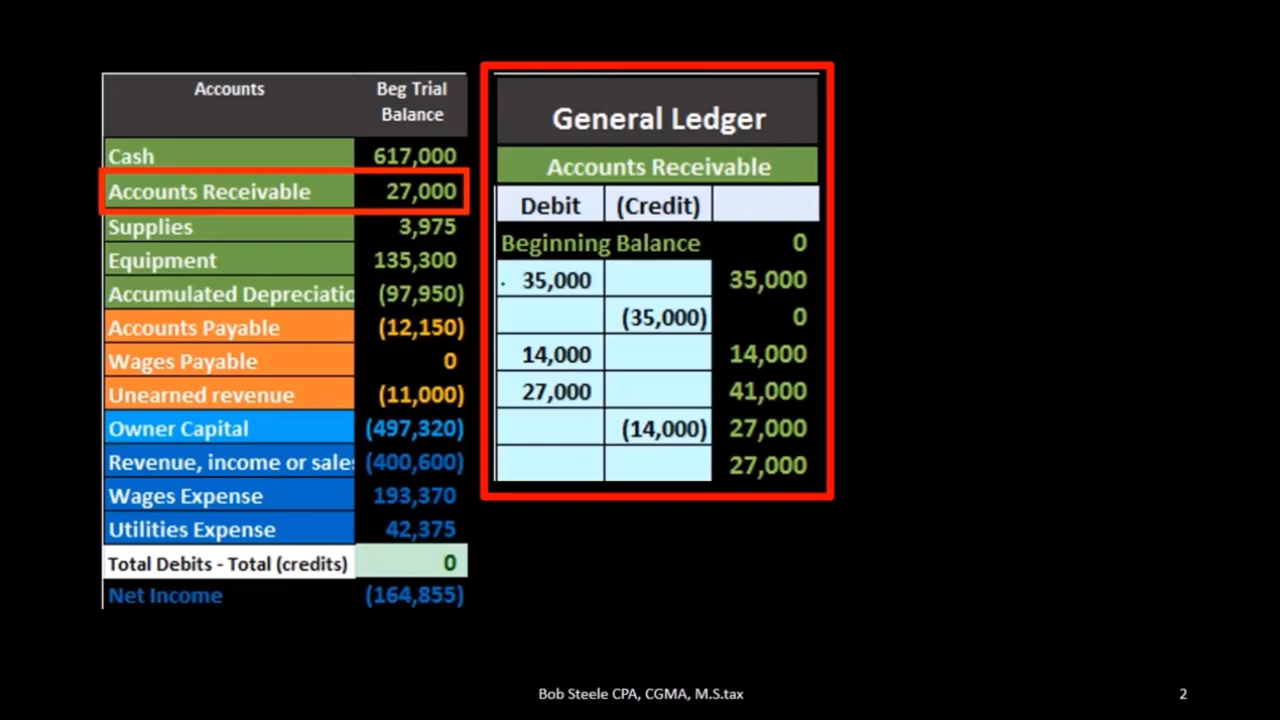 Accounts Beg Trial Balance
Cash 617,000
Accounts Receivable 27,000
Supplies 3,975
Equipment 135,300
Accumulated Depreciatio (97,950)
Accounts Payable (12,150)
Wages Payable 0
Unearned revenue (11,000)
Owner Capital (497,320)
Revenue, income or sales (400,600)
Wages Expense 193,370
Utilities Expense 42,375
Total Debits - Total (credits) 0
Net Income (164,855)
General Ledger
Accounts Receivable
Debit (Credit)
Beginning Balance 0
35,000 35,000
(35,000) 0
14,000 14,000
27,000 41,000
(14,000) 27,000
27,000
Bob Steele CPA, CGMA, M.S.tax 2